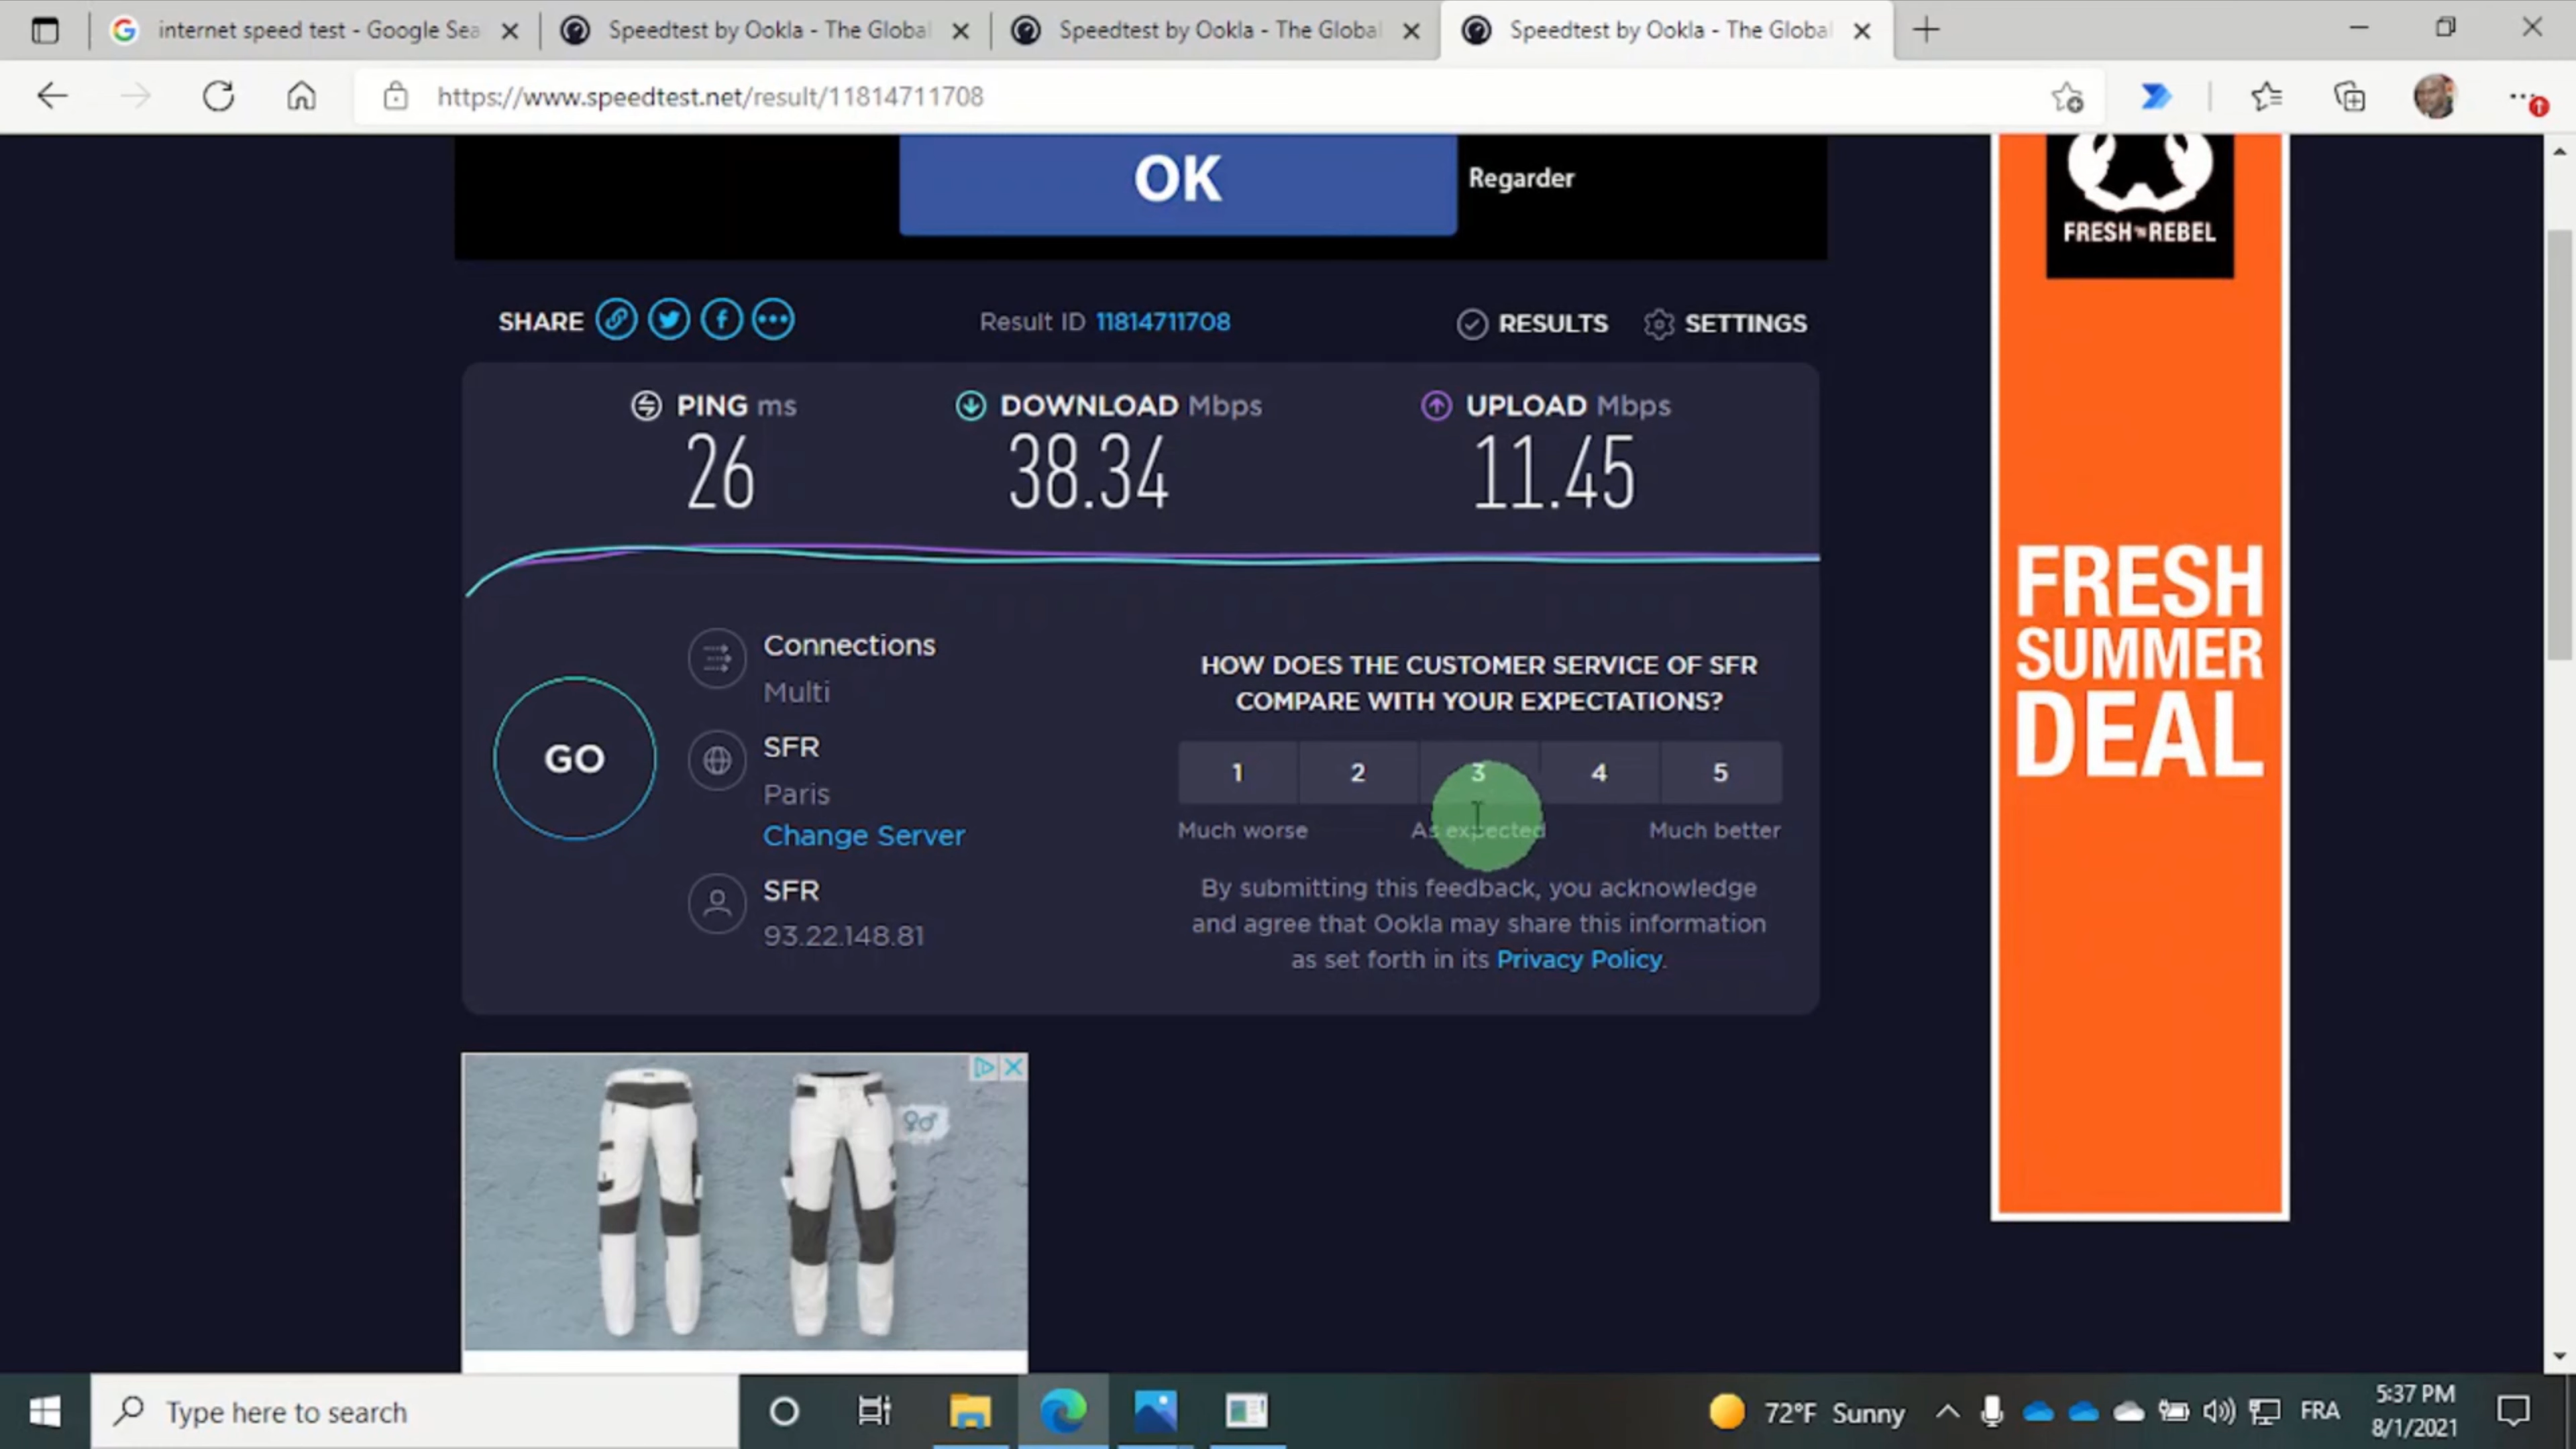 internet speed test - Google Sea
Speedtest by Ookla - The Global
Speedtest by Ookla - The Global
Speedtest by Ookla - The Global
https://www.speedtest.net/result/11814711708
OK
Regarder
FRESH 'N REBEL
SHARE
Result ID 11814711708
RESULTS
SETTINGS
PING ms
DOWNLOAD Mbps
UPLOAD Mbps
26
38.34
11.45
GO
Connections
Multi
SFR
Paris
Change Server
SFR
93.22.148.81
HOW DOES THE CUSTOMER SERVICE OF SFR
COMPARE WITH YOUR EXPECTATIONS?
1 2 3 4 5
Much worse As expected Much better
By submitting this feedback, you acknowledge
and agree that Ookla may share this information
as set forth in its Privacy Policy.
FRESH
SUMMER
DEAL
Type here to search
72°F Sunny
FRA
5:37 PM
8/1/2021